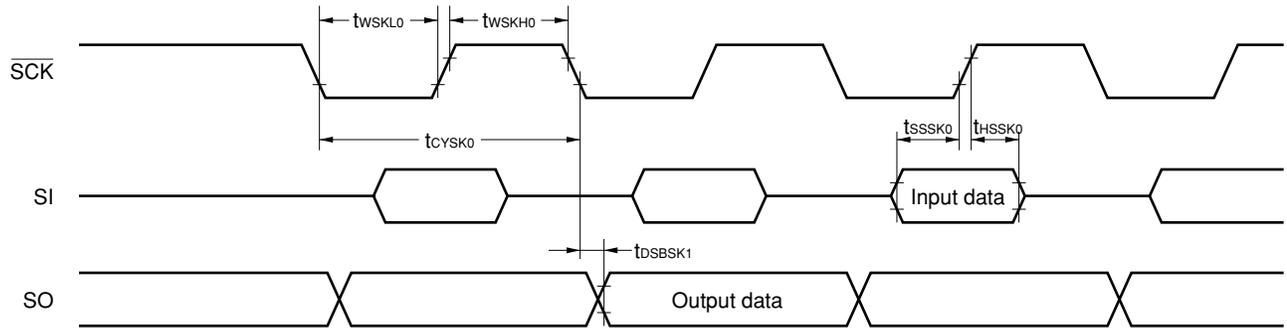 tWSKL0 tWSKH0
SCK
tCYSK0
tSSSK0 tHSSK0
SI
Input data
tDSBSK1
SO
Output data